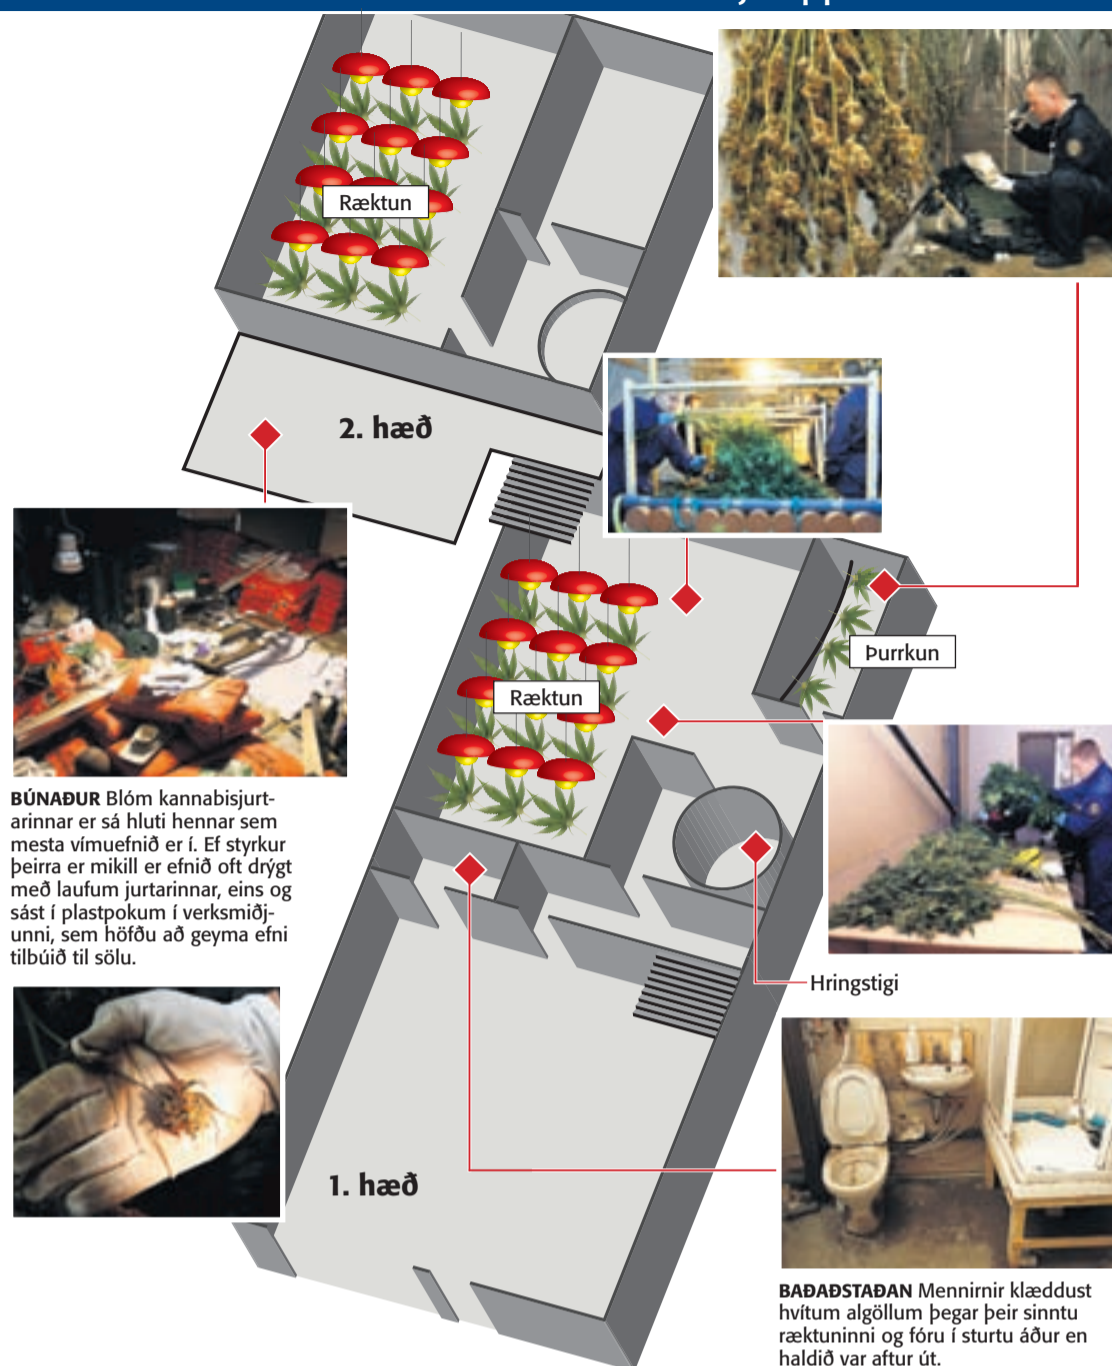 Ræktun
2. hæð
Ræktun
Þurrkun
BÚNAÐUR Blóm kannabisjurt-
arinnar er sá hluti hennar sem
mesta vímuefnið er í. Ef styrkur
þeirra er mikill er efnið oft drýgt
með laufum jurtarinnar, eins og
sást í plastpokum í verksmiðj-
unni, sem höfðu að geyma efni
tilbúið til sölu.
Hringstigi
1. hæð
BAÐAÐSTAÐAN Mennirnir klæddust
hvítum algöllum þegar þeir sinntu
ræktuninni og fóru í sturtu áður en
haldið var aftur út.